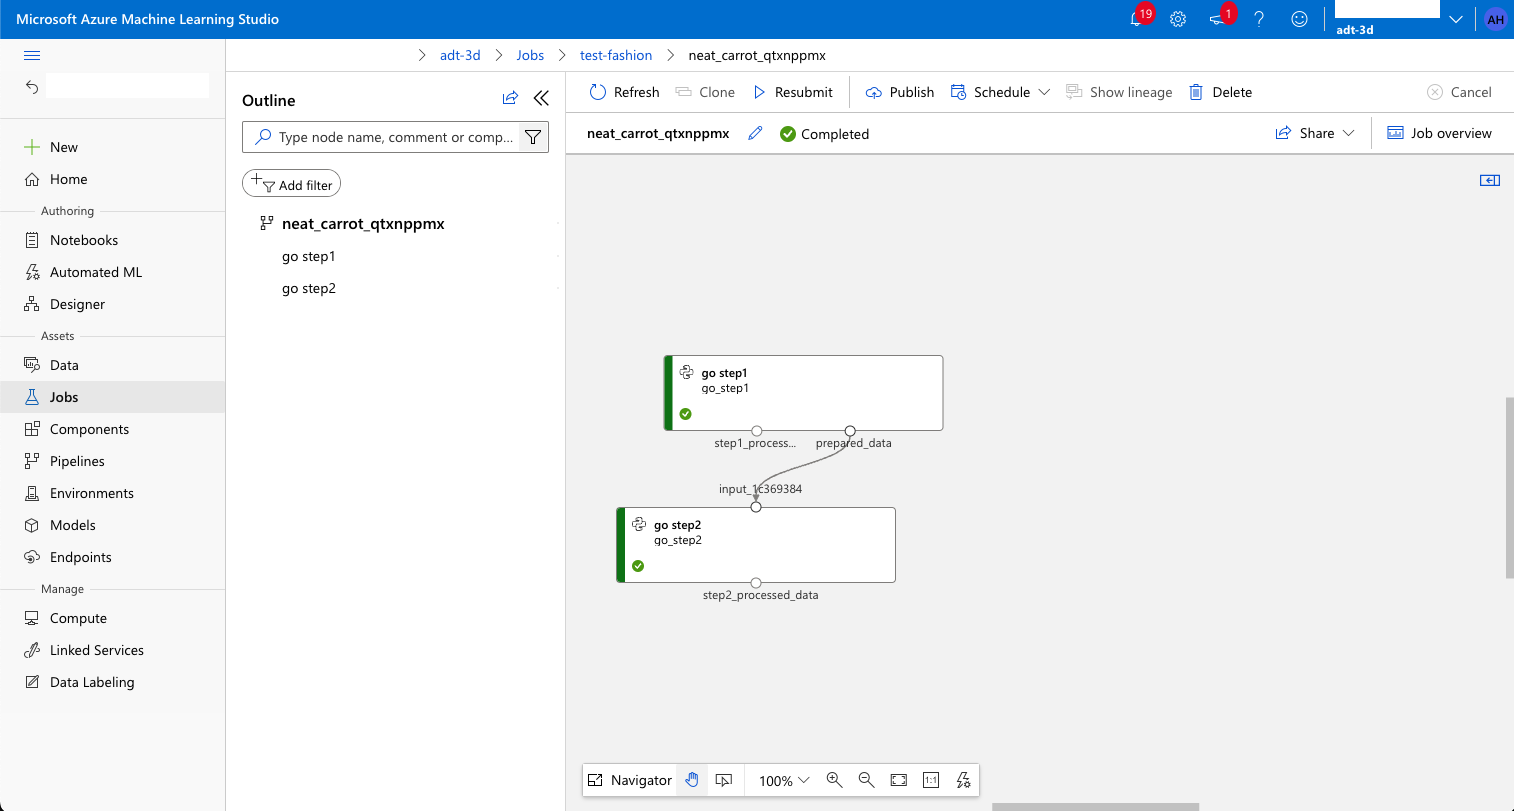 Microsoft Azure Machine Learning Studio
19
1
?
adt-3d
AH
adt-3d
Jobs
test-fashion
neat_carrot_qtxnppmx
New
Home
Authoring
Notebooks
Automated ML
Designer
Assets
Data
Jobs
Components
Pipelines
Environments
Models
Endpoints
Manage
Compute
Linked Services
Data Labeling
Outline
Type node name, comment or comp...
Add filter
neat_carrot_qtxnppmx
go step1
go step2
Refresh
Clone
Resubmit
Publish
Schedule
Show lineage
Delete
Cancel
neat_carrot_qtxnppmx
Completed
Share
Job overview
go step1
go_step1
step1_process...
prepared_data
input_1c369384
go step2
go_step2
step2_processed_data
Navigator
100%
1:1